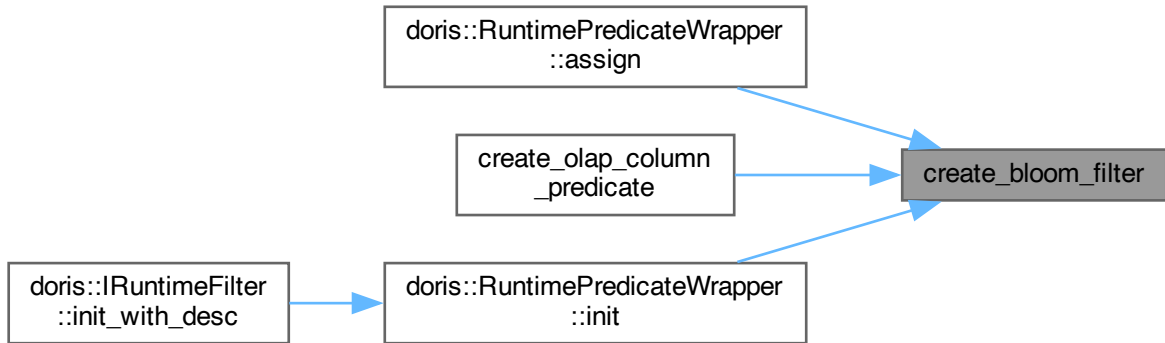 doris::RuntimePredicateWrapper
::assign
create_olap_column
_predicate
create_bloom_filter
doris::IRuntimeFilter
::init_with_desc
doris::RuntimePredicateWrapper
::init